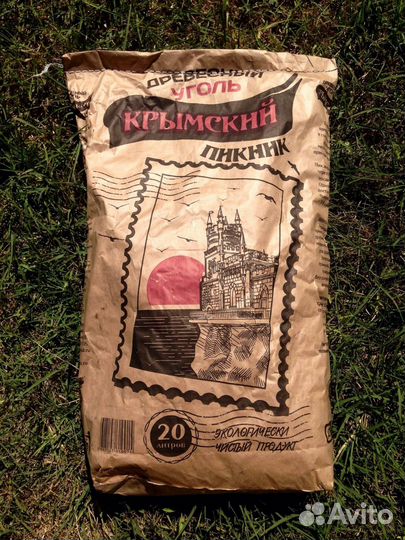 ДРЕВЕСНЫЙ
УГОЛЬ
КРЫМСКИЙ
ПИКНИК
20
ЛИТРОВ
ЭКОЛОГИЧЕСКИ
ЧИСТЫЙ ПРОДУКТ
Avito